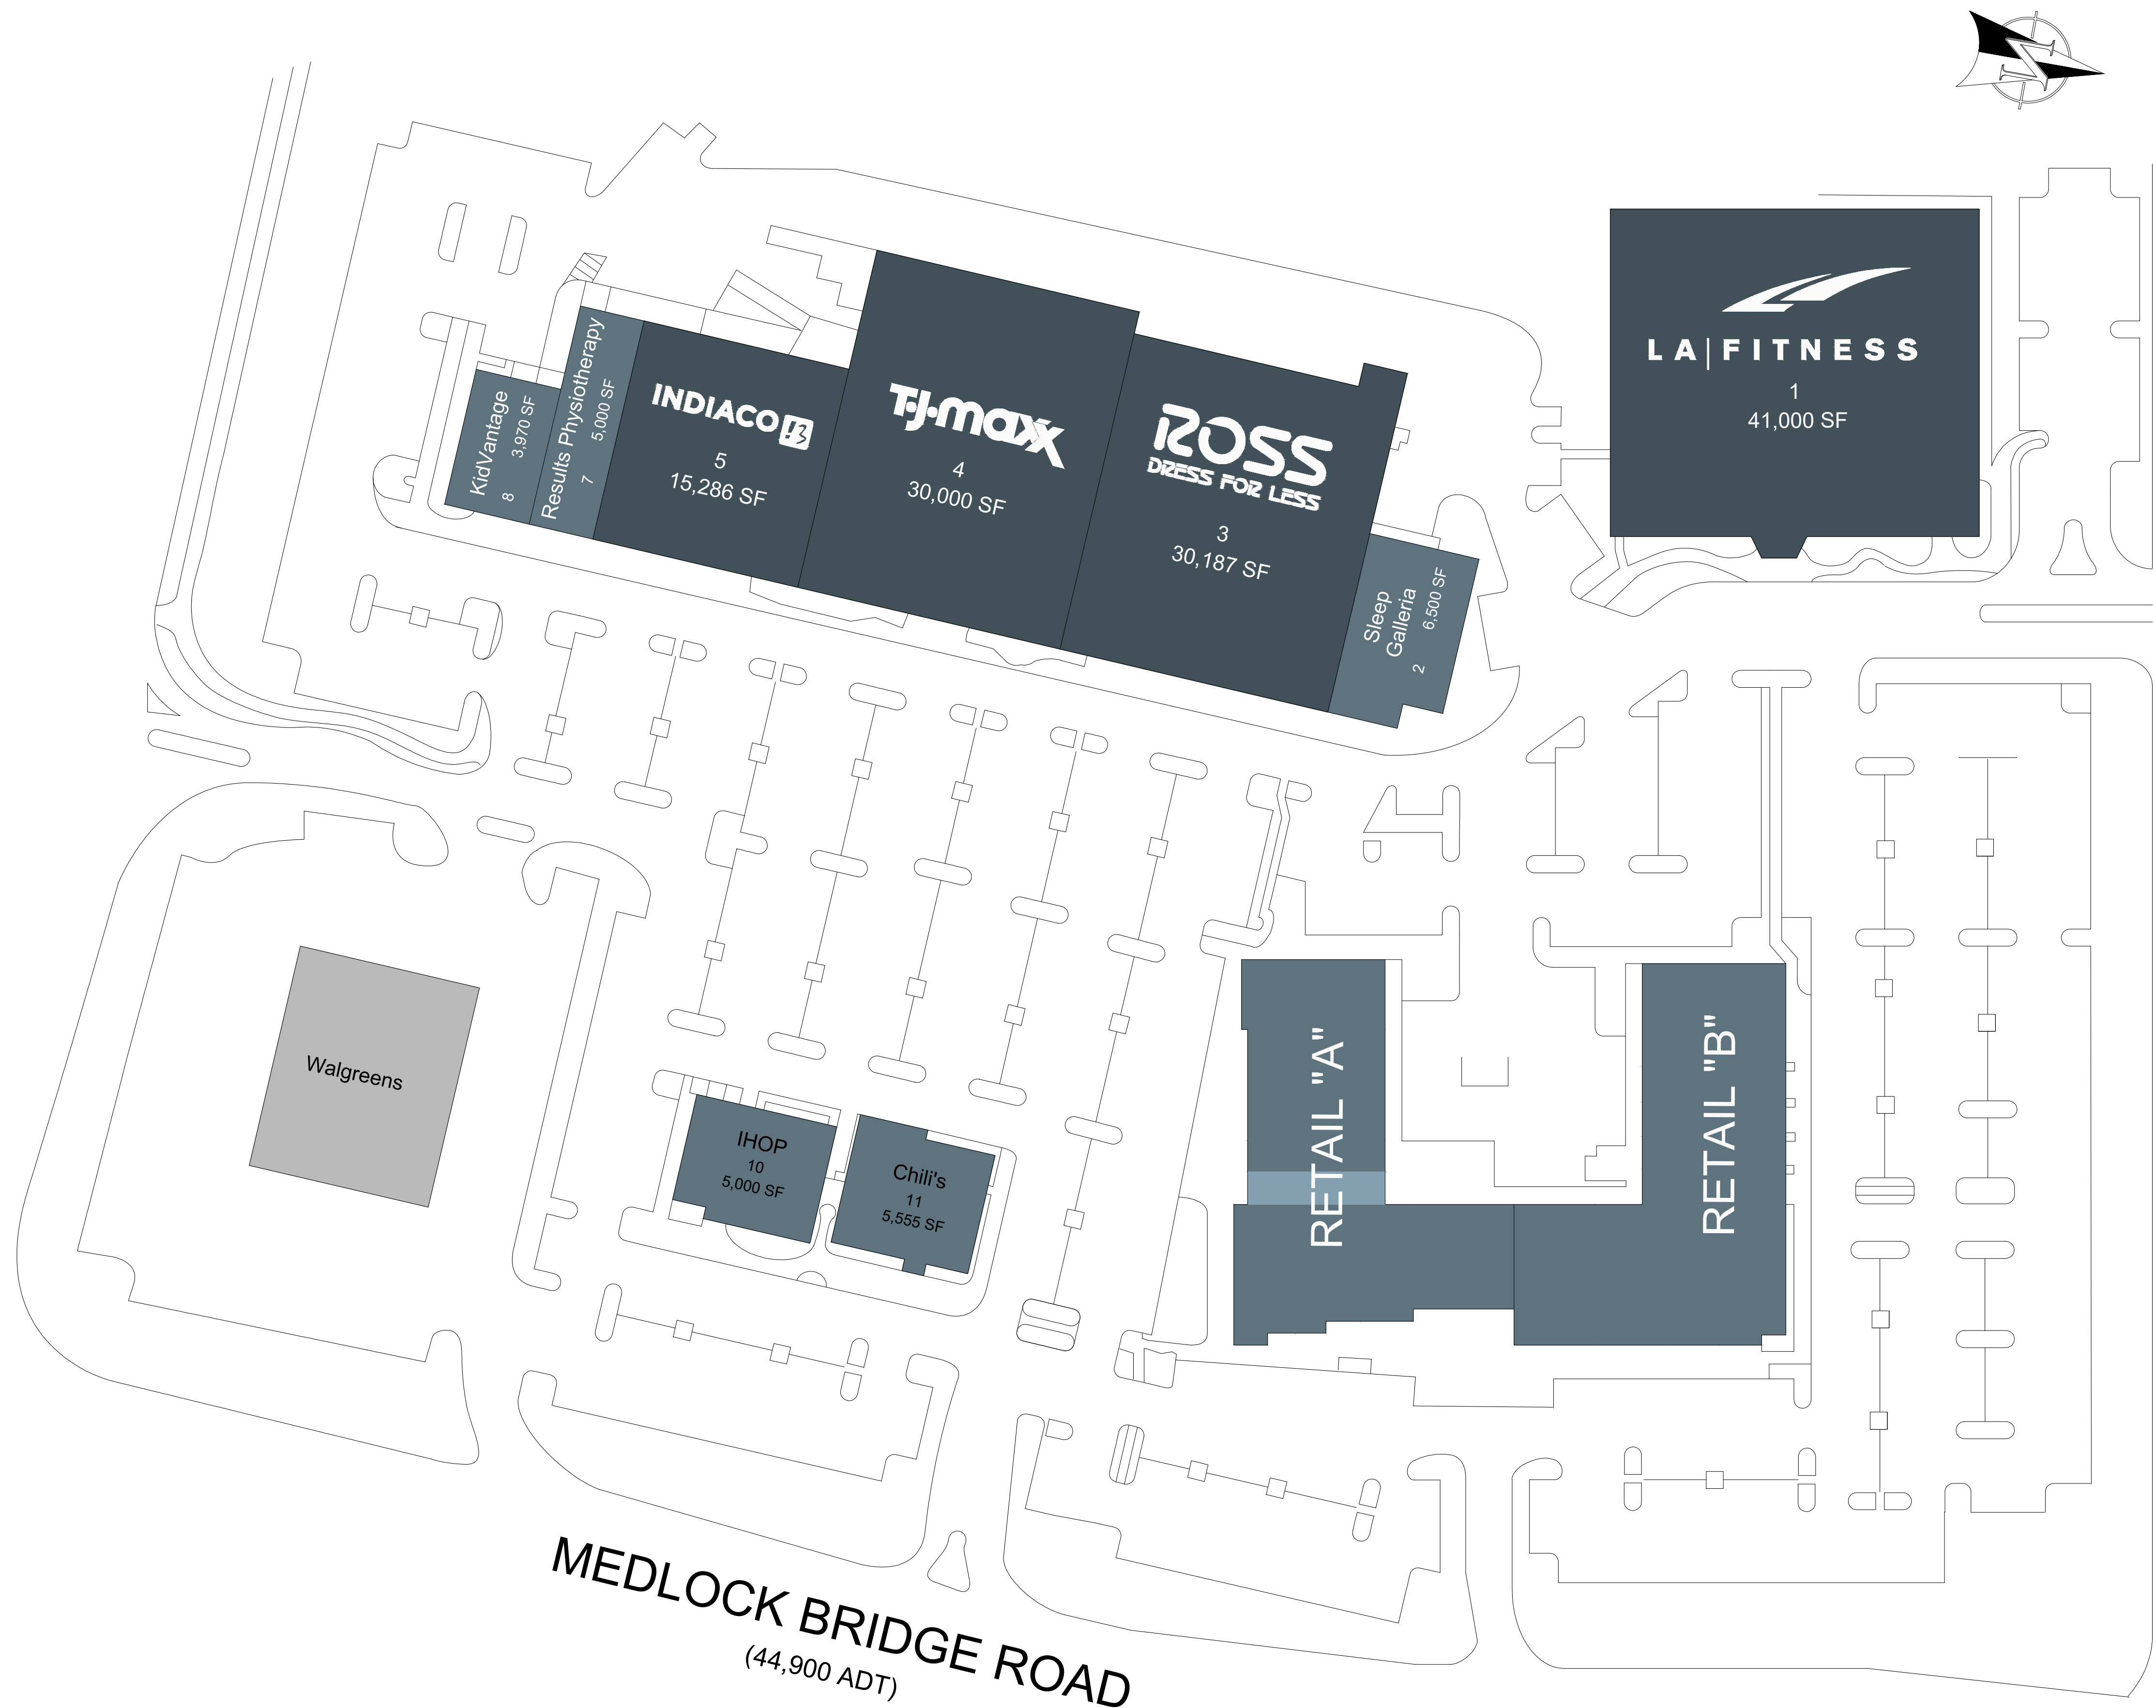 N
LA|FITNESS
1
41,000 SF
KidVantage
3,970 SF
8
Results Physiotherapy
5,000 SF
7
INDIACO
5
15,286 SF
T.J.maxx
4
30,000 SF
ROSS
DRESS FOR LESS
3
30,187 SF
Sleep
Galleria
6,500 SF
2
Walgreens
IHOP
10
5,000 SF
Chili's
11
5,555 SF
RETAIL "A"
RETAIL "B"
MEDLOCK BRIDGE ROAD
(44,900 ADT)